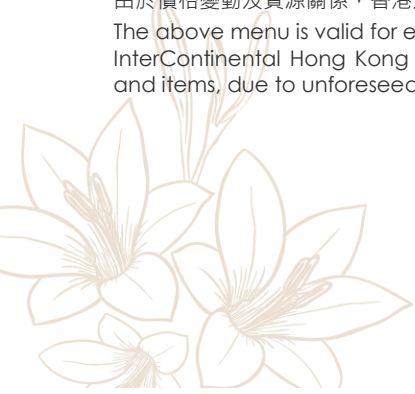 由於價格變動及貨源關係，香港
The above menu is valid for e
InterContinental Hong Kong
and items, due to unforesee